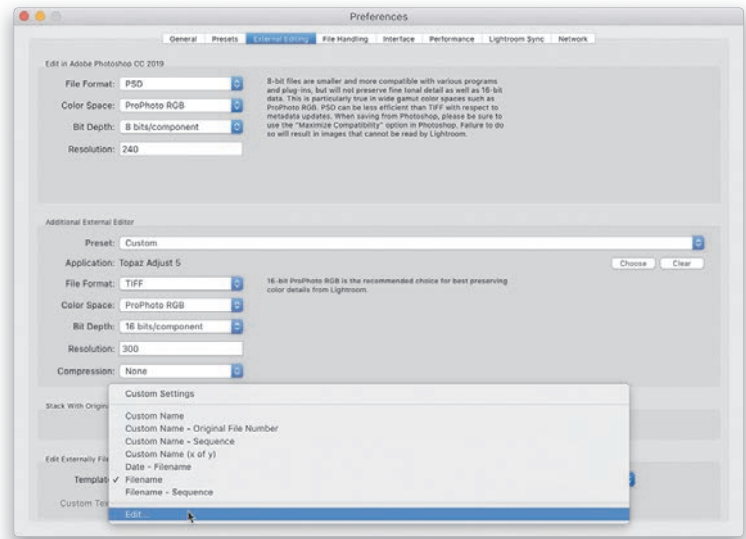 Preferences
General Presets External Editing File Handling Interface Performance Lightroom Sync Network
Edit in Adobe Photoshop CC 2019
File Format: PSD
Color Space: ProPhoto RGB
Bit Depth: 8 bits/component
Resolution: 240
8-bit files are smaller and more compatible with various programs
and plug-ins, but will not preserve fine tonal detail as well as 16-bit
data. This is particularly true in wide gamut color spaces such as
ProPhoto RGB. PSD can be less efficient than TIFF with respect to
metadata updates. When saving from Photoshop, please be sure to
use the "Maximize Compatibility" option in Photoshop. Failure to do
so will result in images that cannot be read by Lightroom.
Additional External Editor
Preset: Custom
Application: Topaz Adjust 5
Choose Clear
File Format: TIFF
Color Space: ProPhoto RGB
Bit Depth: 16 bits/component
Resolution: 300
Compression: None
16-bit ProPhoto RGB is the recommended choice for best preserving
color details from Lightroom.
Stack With Origin
Edit Externally File
Template
Custom Tex
Custom Settings
Custom Name
Custom Name - Original File Number
Custom Name - Sequence
Custom Name (x of y)
Date - Filename
✓ Filename
Filename - Sequence
Edit...